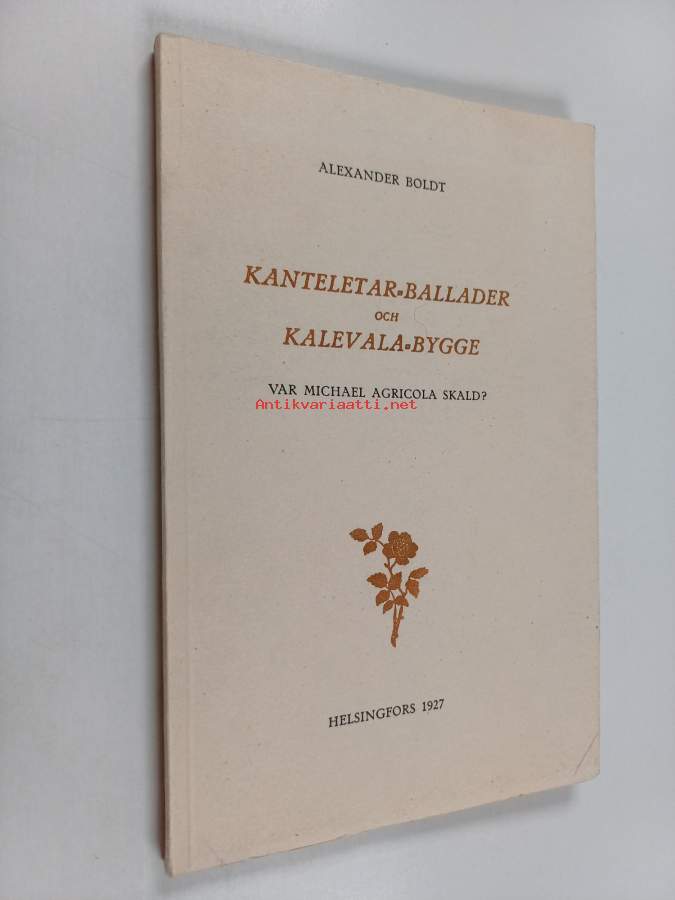 ALEXANDER BOLDT
KANTELETAR-BALLADER
OCH
KALEVALA-BYGGE
VAR MICHAEL AGRICOLA SKALD?
Antikvariaatti.net
HELSINGFORS 1927